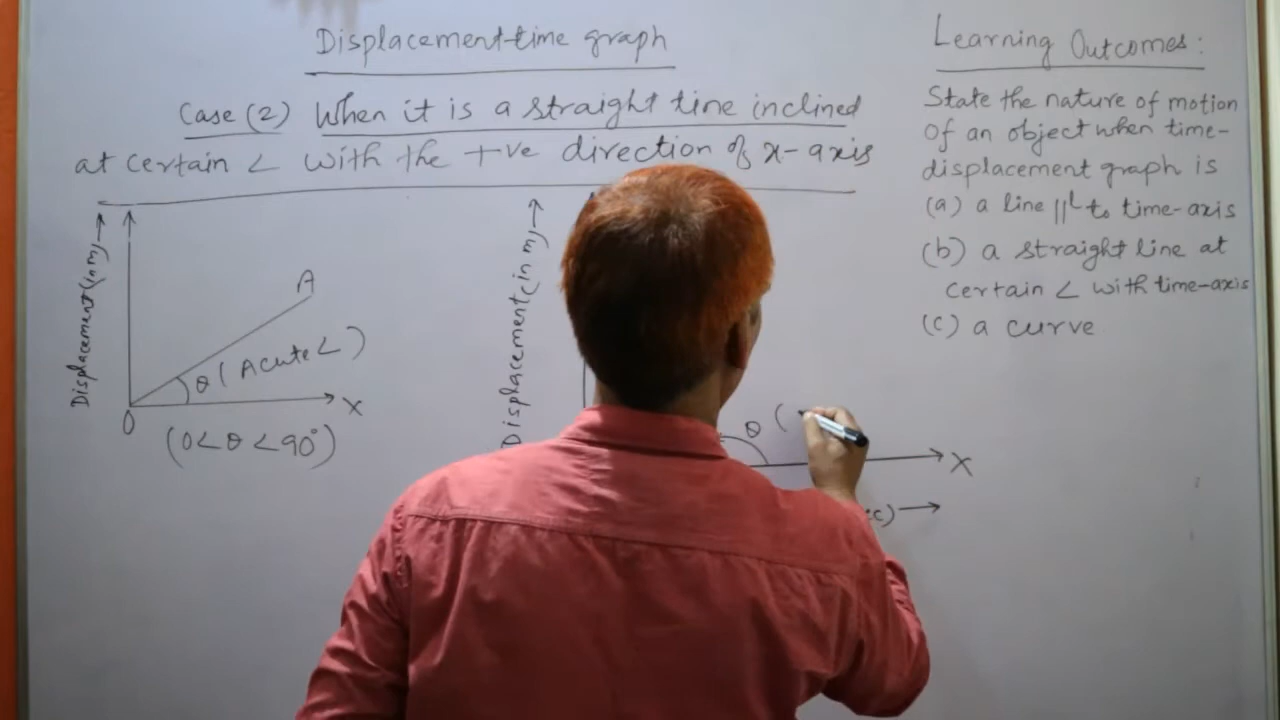 Displacement-time graph
Case (2) When it is a straight line inclined
at certain ∠ with the +ve direction of x-axis
Displacement (in m) →
A
θ (Acute ∠)
O
X
(0 < θ < 90°)
Displacement (in m) →
θ (
X
ec) →
Learning Outcomes:
State the nature of motion
of an object when time-
displacement graph is
(a) a line ||l to time-axis
(b) a straight line at
certain ∠ with time-axis
(c) a curve